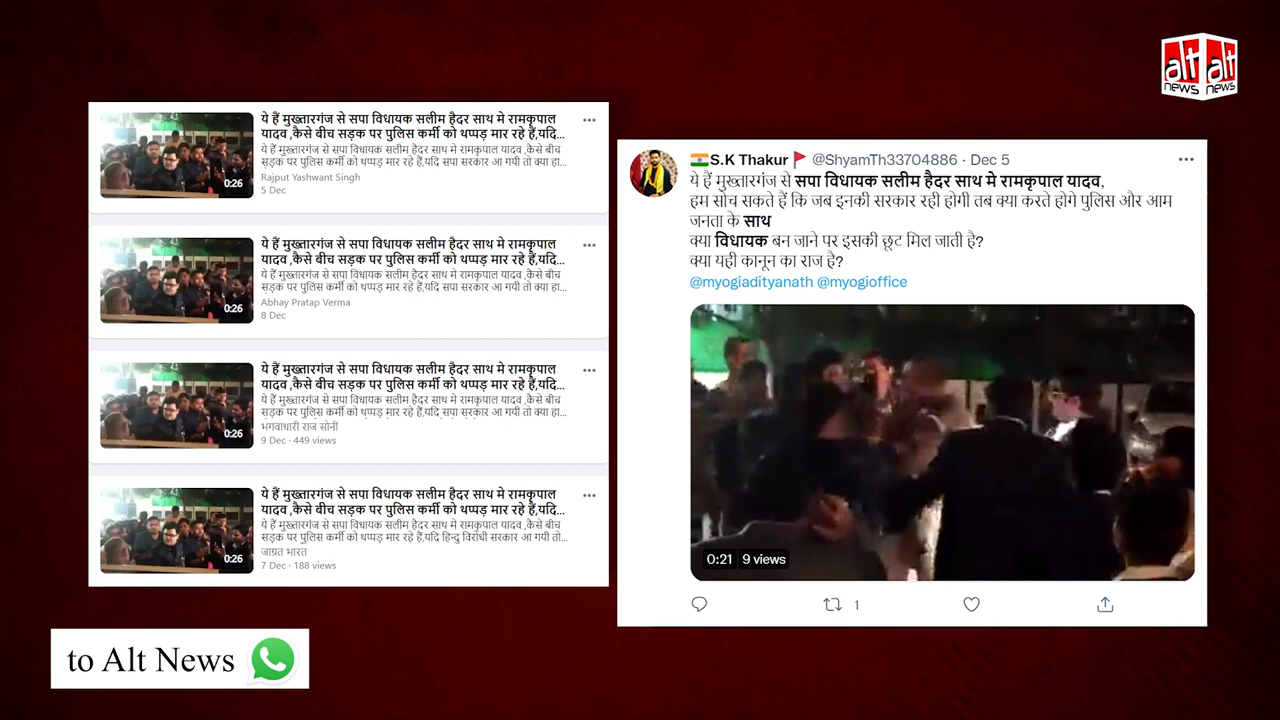 alt alt
news news
ये हैं मुख्तारगंज से सपा विधायक सलीम हैदर साथ मे रामकृपाल
यादव ,कैसे बीच सड़क पर पुलिस कर्मी को थप्पड़ मार रहे हैं,यदि...
ये हैं मुख्तारगंज से सपा विधायक सलीम हैदर साथ मे रामकृपाल यादव ,कैसे बीच
सड़क पर पुलिस कर्मी को थप्पड़ मार रहे हैं,यदि सपा सरकार आ गयी तो क्या हा...
Rajput Yashwant Singh
5 Dec
0:26
ये हैं मुख्तारगंज से सपा विधायक सलीम हैदर साथ मे रामकृपाल
यादव ,कैसे बीच सड़क पर पुलिस कर्मी को थप्पड़ मार रहे हैं,यदि...
ये हैं मुख्तारगंज से सपा विधायक सलीम हैदर साथ मे रामकृपाल यादव ,कैसे बीच
सड़क पर पुलिस कर्मी को थप्पड़ मार रहे हैं,यदि सपा सरकार आ गयी तो क्या हा...
Abhay Pratap Verma
8 Dec
0:26
ये हैं मुख्तारगंज से सपा विधायक सलीम हैदर साथ मे रामकृपाल
यादव ,कैसे बीच सड़क पर पुलिस कर्मी को थप्पड़ मार रहे हैं,यदि...
ये हैं मुख्तारगंज से सपा विधायक सलीम हैदर साथ मे रामकृपाल यादव ,कैसे बीच
सड़क पर पुलिस कर्मी को थप्पड़ मार रहे हैं,यदि सपा सरकार आ गयी तो क्या हा...
भगवाधारी राज सोनी
9 Dec · 449 views
0:26
ये हैं मुख्तारगंज से सपा विधायक सलीम हैदर साथ मे रामकृपाल
यादव ,कैसे बीच सड़क पर पुलिस कर्मी को थप्पड़ मार रहे हैं,यदि...
ये हैं मुख्तारगंज से सपा विधायक सलीम हैदर साथ मे रामकृपाल यादव ,कैसे बीच
सड़क पर पुलिस कर्मी को थप्पड़ मार रहे हैं,यदि हिन्दु विरोधी सरकार आ गयी तो...
जाग्रत भारत
7 Dec · 188 views
0:26
S.K Thakur @ShyamTh33704886 · Dec 5
ये हैं मुख्तारगंज से सपा विधायक सलीम हैदर साथ मे रामकृपाल यादव,
हम सोच सकते हैं कि जब इनकी सरकार रही होगी तब क्या करते होगे पुलिस और आम
जनता के साथ
क्या विधायक बन जाने पर इसकी छूट मिल जाती है?
क्या यही कानून का राज है?
@myogiadityanath @myogioffice
0:21 9 views
1
to Alt News